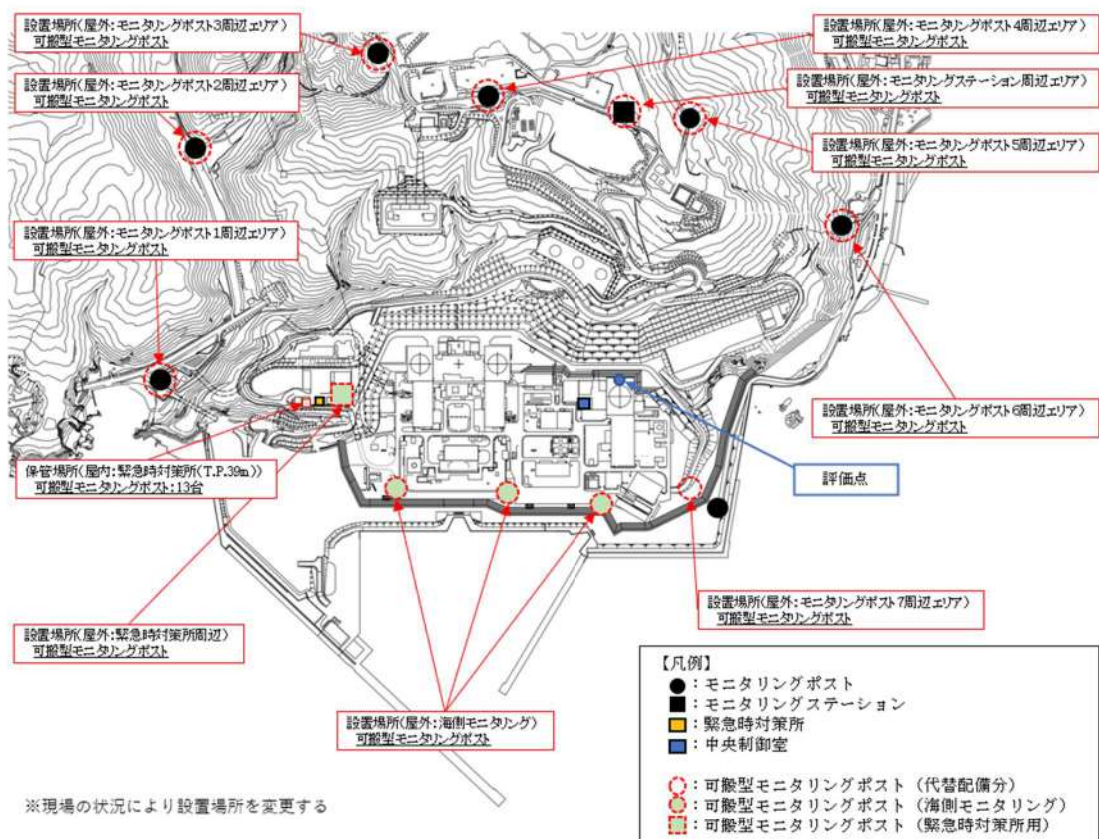 設置場所(屋外:モニタリングポスト3周辺エリア)
可搬型モニタリングポスト
設置場所(屋外:モニタリングポスト4周辺エリア)
可搬型モニタリングポスト
設置場所(屋外:モニタリングポスト2周辺エリア)
可搬型モニタリングポスト
設置場所(屋外:モニタリングステーション周辺エリア)
可搬型モニタリングポスト
設置場所(屋外:モニタリングポスト5周辺エリア)
可搬型モニタリングポスト
設置場所(屋外:モニタリングポスト1周辺エリア)
可搬型モニタリングポスト
設置場所(屋外:モニタリングポスト6周辺エリア)
可搬型モニタリングポスト
保管場所(屋内:緊急時対策所(T.P.39m))
可搬型モニタリングポスト:13台
評価点
設置場所(屋外:モニタリングポスト7周辺エリア)
可搬型モニタリングポスト
設置場所(屋外:緊急時対策所周辺)
可搬型モニタリングポスト
設置場所(屋外:海側モニタリング)
可搬型モニタリングポスト
【凡例】
:モニタリングポスト
:モニタリングステーション
:緊急時対策所
:中央制御室
:可搬型モニタリングポスト(代替配備分)
:可搬型モニタリングポスト(海側モニタリング)
:可搬型モニタリングポスト(緊急時対策所用)
※現場の状況により設置場所を変更する